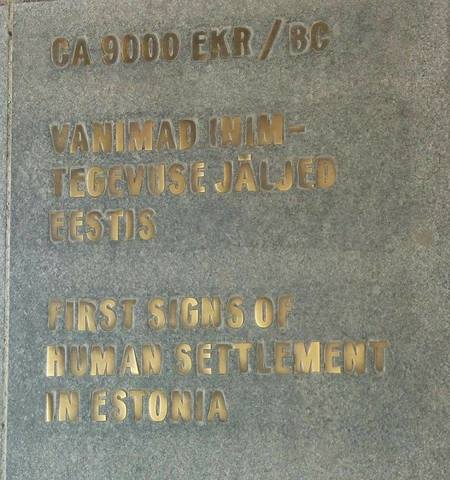 CA 9000 EKR/BC
VANIMAD INIM-
TEGEVUSE JÄLJED
EESTIS
FIRST SIGNS OF
HUMAN SETTLEMENT
IN ESTONIA